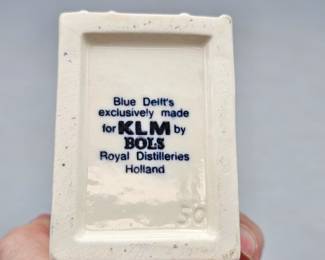 Blue Delft's
exclusively made
for KLM by
BOLS
Royal Distilleries
Holland
50